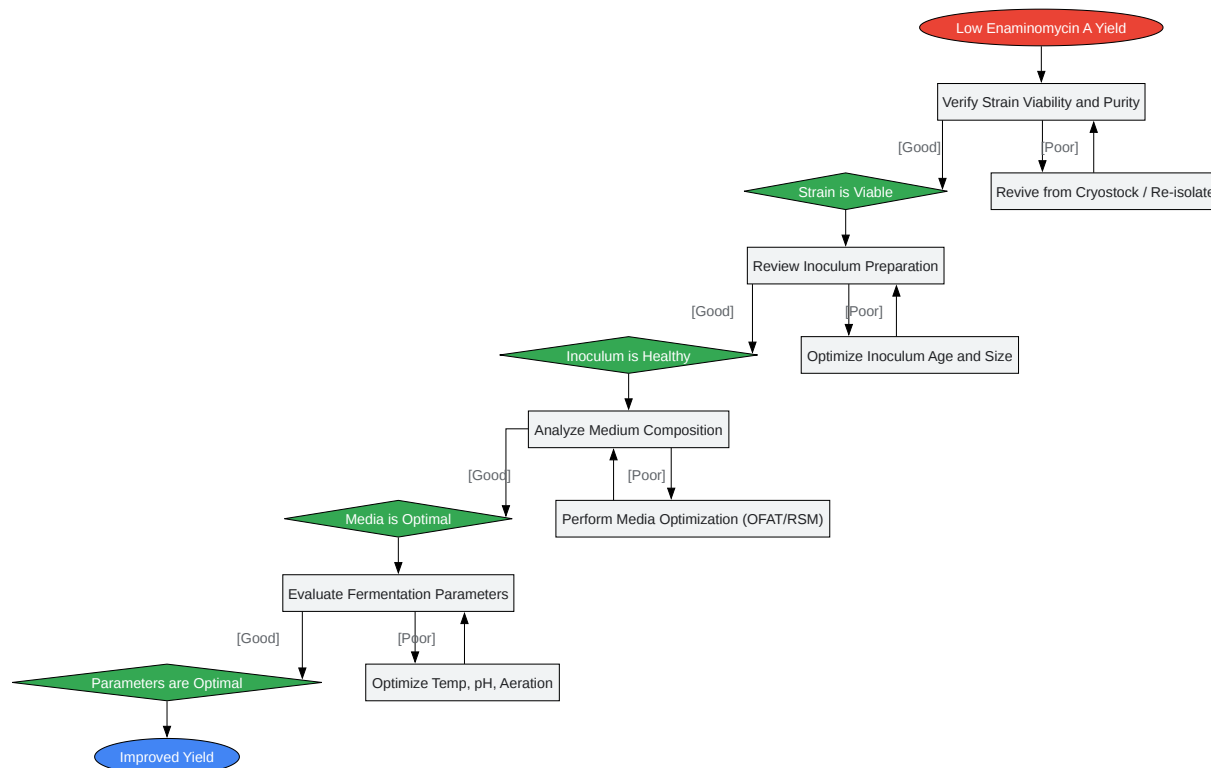 Low Enaminomycin A Yield
Verify Strain Viability and Purity
[Good]
[Poor]
Strain is Viable
Revive from Cryostock / Re-isolate
Review Inoculum Preparation
[Good]
[Poor]
Inoculum is Healthy
Optimize Inoculum Age and Size
Analyze Medium Composition
[Good]
[Poor]
Media is Optimal
Perform Media Optimization (OFAT/RSM)
Evaluate Fermentation Parameters
[Good]
[Poor]
Parameters are Optimal
Optimize Temp, pH, Aeration
Improved Yield